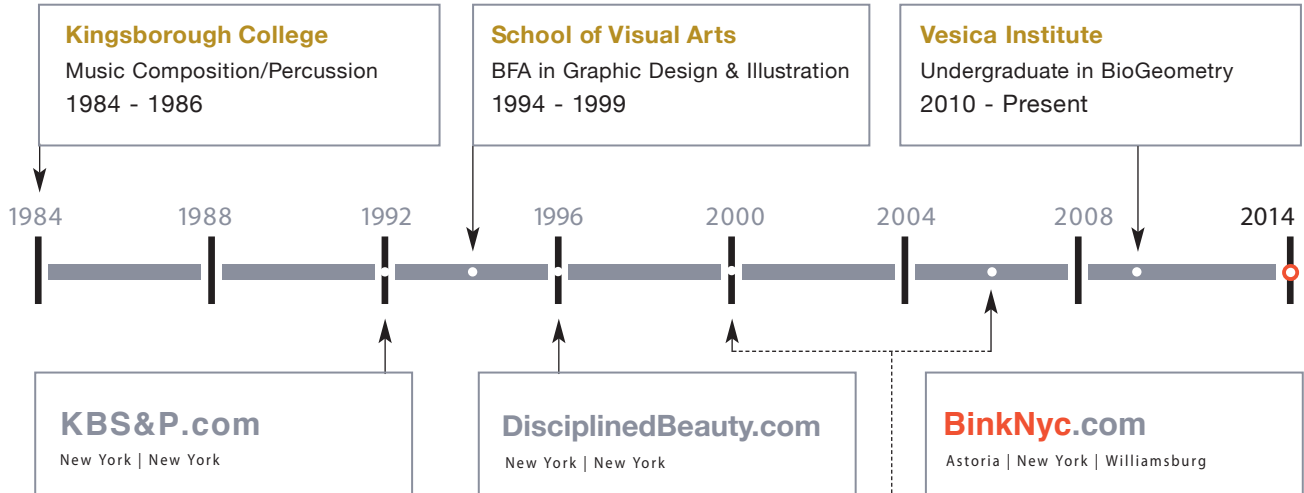 Kingsborough College
Music Composition/Percussion
1984 - 1986
School of Visual Arts
BFA in Graphic Design & Illustration
1994 - 1999
Vesica Institute
Undergraduate in BioGeometry
2010 - Present
1984
1988
1992
1996
2000
2004
2008
2014
KBS&P.com
New York | New York
DisciplinedBeauty.com
New York | New York
BinkNyc.com
Astoria | New York | Williamsburg